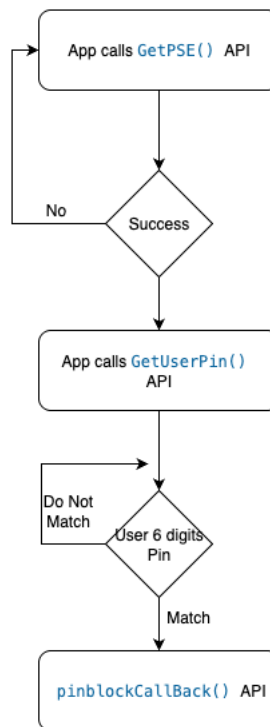 App calls GetPSE() API
No
Success
App calls GetUserPin()
API
Do Not
Match
User 6 digits
Pin
Match
pinblockCallBack() API